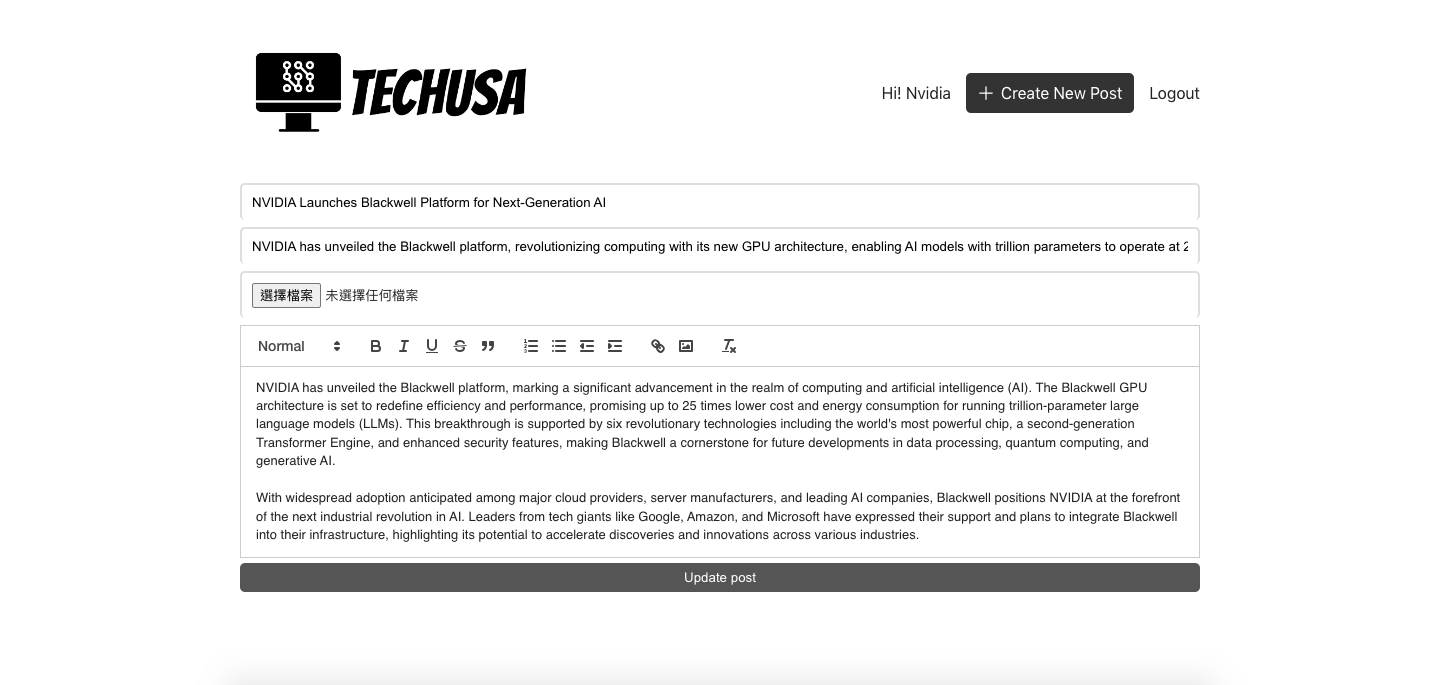 TECHUSA
Hi! Nvidia
Create New Post
Logout
NVIDIA Launches Blackwell Platform for Next-Generation AI
NVIDIA has unveiled the Blackwell platform, revolutionizing computing with its new GPU architecture, enabling AI models with trillion parameters to operate at 2
選擇檔案 未選擇任何檔案
Normal
NVIDIA has unveiled the Blackwell platform, marking a significant advancement in the realm of computing and artificial intelligence (AI). The Blackwell GPU
architecture is set to redefine efficiency and performance, promising up to 25 times lower cost and energy consumption for running trillion-parameter large
language models (LLMs). This breakthrough is supported by six revolutionary technologies including the world's most powerful chip, a second-generation
Transformer Engine, and enhanced security features, making Blackwell a cornerstone for future developments in data processing, quantum computing, and
generative AI.
With widespread adoption anticipated among major cloud providers, server manufacturers, and leading AI companies, Blackwell positions NVIDIA at the forefront
of the next industrial revolution in AI. Leaders from tech giants like Google, Amazon, and Microsoft have expressed their support and plans to integrate Blackwell
into their infrastructure, highlighting its potential to accelerate discoveries and innovations across various industries.
Update post